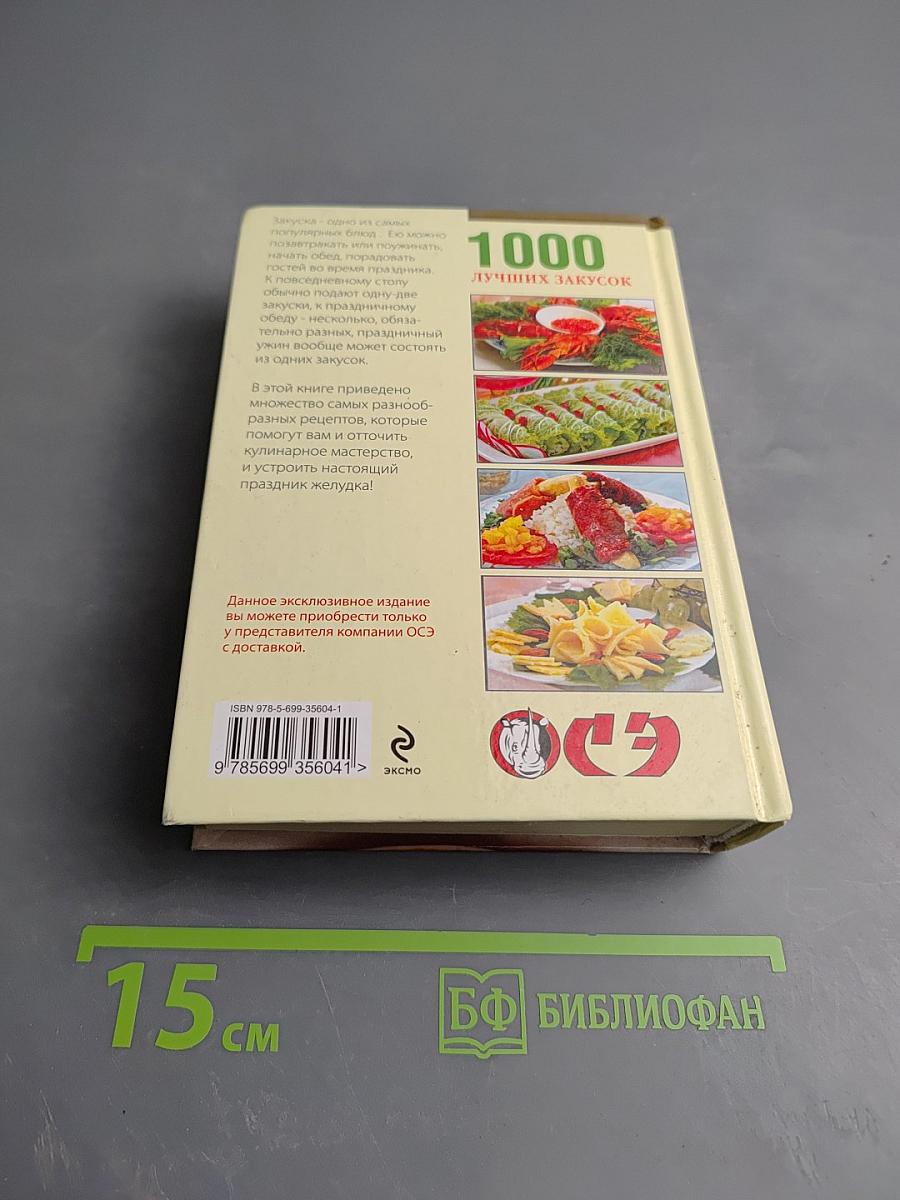 Закуска - одно из самых
популярных блюд . Ею можно
позавтракать или поужинать,
начать обед, порадовать
гостей во время праздника.
К повседневному столу
обычно подают одну-две
закуски, к праздничному
обеду - несколько, обяза-
тельно разных, праздничный
ужин вообще может состоять
из одних закусок.
В этой книге приведено
множество самых разнооб-
разных рецептов, которые
помогут вам и отточить
кулинарное мастерство,
и устроить настоящий
праздник желудка!
Данное эксклюзивное издание
вы можете приобрести только
у представителя компании ОСЭ
с доставкой.
ISBN 978-5-699-35604-1
9 785699 356041 >
ЭКСМО
1000
ЛУЧШИХ ЗАКУСОК
ОСЭ
15 см
БФ БИБЛИОФАН